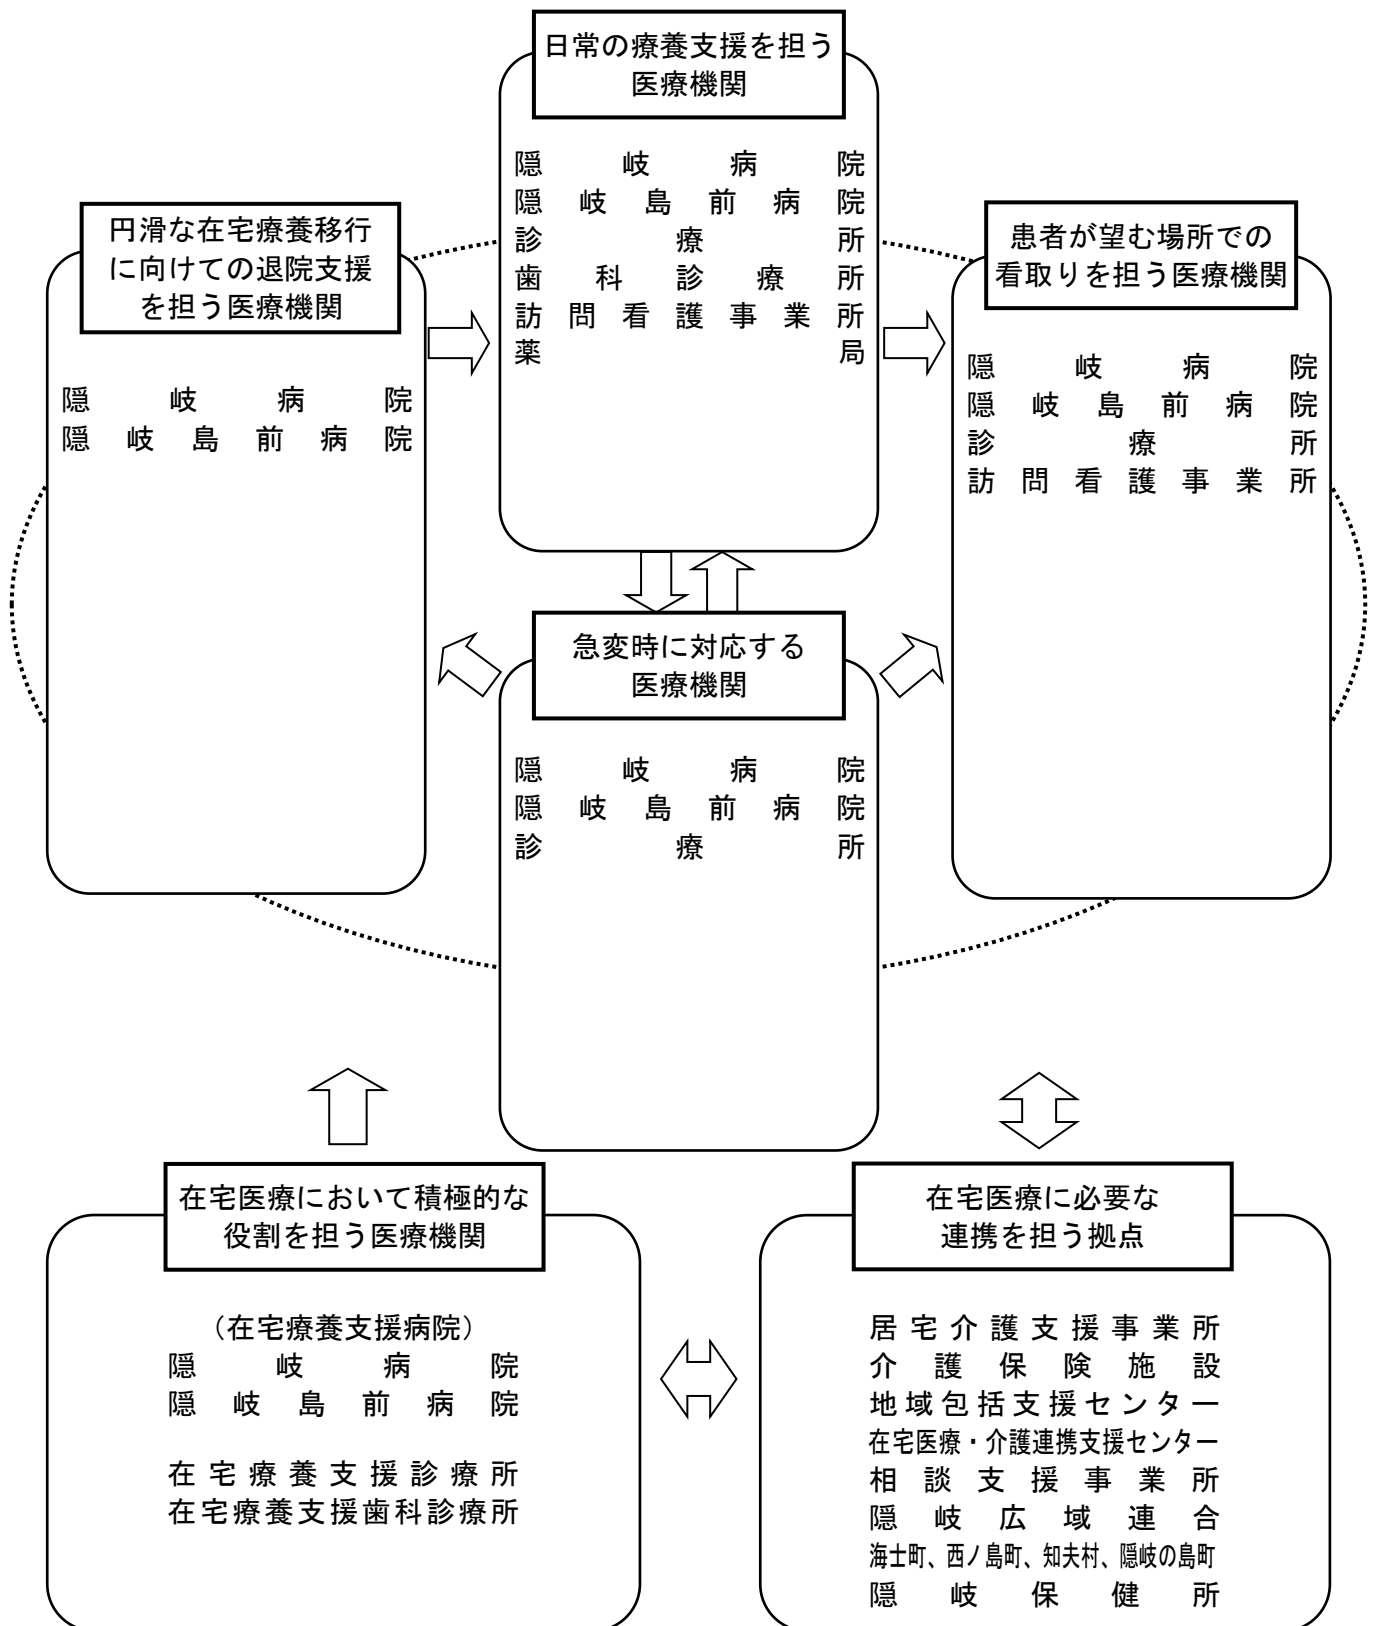 日常の療養支援を担う
医療機関
隠岐病院
隠岐島前病院
診療所
歯科診療所
訪問看護事業所
薬局
円滑な在宅療養移行
に向けての退院支援
を担う医療機関
隠岐病院
隠岐島前病院
患者が望む場所での
看取りを担う医療機関
隠岐病院
隠岐島前病院
診療所
訪問看護事業所
急変時に対応する
医療機関
隠岐病院
隠岐島前病院
診療所
在宅医療において積極的な
役割を担う医療機関
（在宅療養支援病院）
隠岐病院
隠岐島前病院
在宅療養支援診療所
在宅療養支援歯科診療所
在宅医療に必要な
連携を担う拠点
居宅介護支援事業所
介護保険施設
地域包括支援センター
在宅医療・介護連携支援センター
相談支援事業所
隠岐広域連合
海士町、西ノ島町、知夫村、隠岐の島町
隠岐保健所